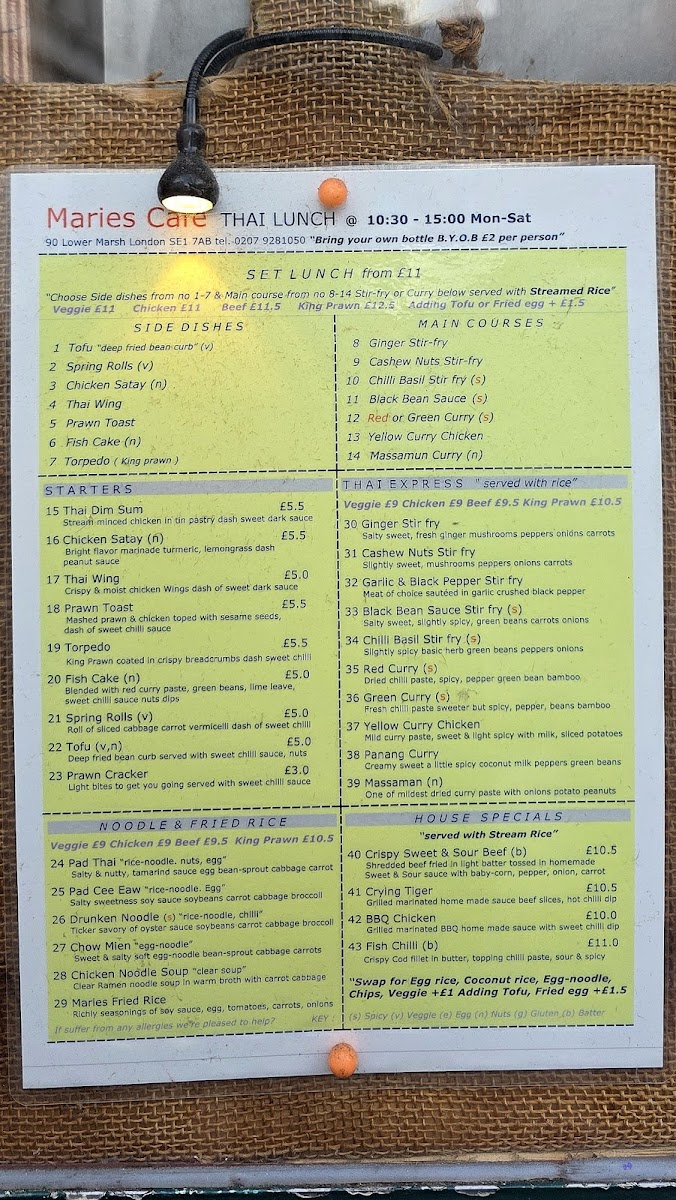 Maries Cafe THAI LUNCH @ 10:30 - 15:00 Mon-Sat
90 Lower Marsh London SE1 7AB tel. 0207 9281050 "Bring your own bottle B.Y.O.B £2 per person"
SET LUNCH from £11
"Choose Side dishes from no 1-7 & Main course from no 8-14 Stir-fry or Curry below served with Streamed Rice"
Veggie £11 Chicken £11 Beef £11.5 King Prawn £12.5 Adding Tofu or Fried egg + £1.5
SIDE DISHES
1 Tofu "deep fried bean curb" (v)
2 Spring Rolls (v)
3 Chicken Satay (n)
4 Thai Wing
5 Prawn Toast
6 Fish Cake (n)
7 Torpedo ( King prawn )
MAIN COURSES
8 Ginger Stir-fry
9 Cashew Nuts Stir-fry
10 Chilli Basil Stir fry (s)
11 Black Bean Sauce (s)
12 Red or Green Curry (s)
13 Yellow Curry Chicken
14 Massamun Curry (n)
STARTERS
15 Thai Dim Sum £5.5
Stream minced chicken in tin pastry dash sweet dark sauce
16 Chicken Satay (n) £5.5
Bright flavor marinade turmeric, lemongrass dash
peanut sauce
17 Thai Wing £5.0
Crispy & moist chicken Wings dash of sweet dark sauce
18 Prawn Toast £5.5
Mashed prawn & chicken toped with sesame seeds,
dash of sweet chilli sauce
19 Torpedo £5.5
King Prawn coated in crispy breadcrumbs dash sweet chilli
20 Fish Cake (n) £5.0
Blended with red curry paste, green beans, lime leave,
sweet chilli sauce nuts dips
21 Spring Rolls (v) £5.0
Roll of sliced cabbage carrot vermicelli dash of sweet chilli
22 Tofu (v,n) £5.0
Deep fried bean curb served with sweet chilli sauce, nuts
23 Prawn Cracker £3.0
Light bites to get you going served with sweet chilli sauce
THAI EXPRESS " served with rice"
Veggie £9 Chicken £9 Beef £9.5 King Prawn £10.5
30 Ginger Stir fry
Salty sweet, fresh ginger mushrooms peppers onions carrots
31 Cashew Nuts Stir fry
Slightly sweet, mushrooms peppers onions carrots
32 Garlic & Black Pepper Stir fry
Meat of choice sautéed in garlic crushed black pepper
33 Black Bean Sauce Stir fry (s)
Salty sweet, slightly spicy, green beans carrots onions
34 Chilli Basil Stir fry (s)
Slightly spicy basic herb green beans peppers onions
35 Red Curry (s)
Dried chilli paste, spicy, pepper green bean bamboo
36 Green Curry (s)
Fresh chilli paste sweeter but spicy, pepper, beans bamboo
37 Yellow Curry Chicken
Mild curry paste, sweet & light spicy with milk, sliced potatoes
38 Panang Curry
Creamy sweet a little spicy coconut milk peppers green beans
39 Massaman (n)
One of mildest dried curry paste with onions potato peanuts
NOODLE & FRIED RICE
Veggie £9 Chicken £9 Beef £9.5 King Prawn £10.5
24 Pad Thai "rice-noodle. nuts, egg"
Salty & nutty, tamarind sauce egg bean-sprout cabbage carrot
25 Pad Cee Eaw "rice-noodle. Egg"
Salty sweetness soy sauce soybeans carrot cabbage broccoli
26 Drunken Noodle (s) "rice-noodle, chilli"
Ticker savory of oyster sauce soybeans carrot cabbage broccoli
27 Chow Mien "egg-noodle"
Sweet & salty soft egg-noodle bean-sprout cabbage carrots
28 Chicken Noodle Soup "clear soup"
Clear Ramen noodle soup in warm broth with carrot cabbage
29 Maries Fried Rice
Richly seasonings of soy sauce, egg, tomatoes, carrots, onions
If suffer from any allergies we're pleased to help?
HOUSE SPECIALS
"served with Stream Rice"
40 Crispy Sweet & Sour Beef (b) £10.5
Shredded beef fried in light batter tossed in homemade
Sweet & Sour sauce with baby-corn, pepper, onion, carrot
41 Crying Tiger £10.5
Grilled marinated home made sauce beef slices, hot chilli dip
42 BBQ Chicken £10.0
Grilled marinated BBQ home made sauce with sweet chilli dip
43 Fish Chilli (b) £11.0
Crispy Cod fillet in butter, topping chilli paste, sour & spicy
"Swap for Egg rice, Coconut rice, Egg-noodle,
Chips, Veggie +£1 Adding Tofu, Fried egg +£1.5
KEY : (s) Spicy (v) Veggie (e) Egg (n) Nuts (g) Gluten (b) Batter